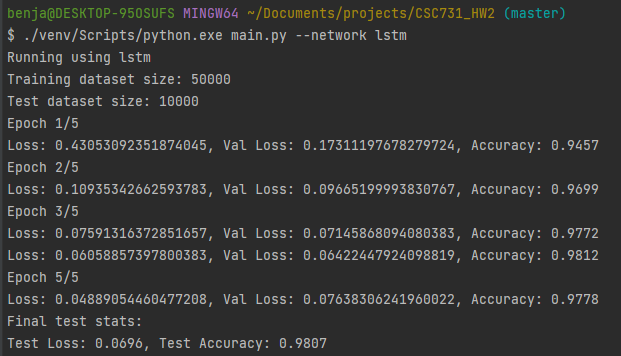 benja@DESKTOP-950SUFS MINGW64 ~/Documents/projects/CSC731_HW2 (master)
$ ./venv/Scripts/python.exe main.py --network lstm
Running using lstm
Training dataset size: 50000
Test dataset size: 10000
Epoch 1/5
Loss: 0.43053092351874045, Val Loss: 0.17311197678279724, Accuracy: 0.9457
Epoch 2/5
Loss: 0.10935342662593783, Val Loss: 0.09665199993830767, Accuracy: 0.9699
Epoch 3/5
Loss: 0.07591316372851657, Val Loss: 0.07145868094080383, Accuracy: 0.9772
Loss: 0.06058857397800383, Val Loss: 0.06422447924098819, Accuracy: 0.9812
Epoch 5/5
Loss: 0.04889054460477208, Val Loss: 0.07638306241960022, Accuracy: 0.9778
Final test stats:
Test Loss: 0.0696, Test Accuracy: 0.9807